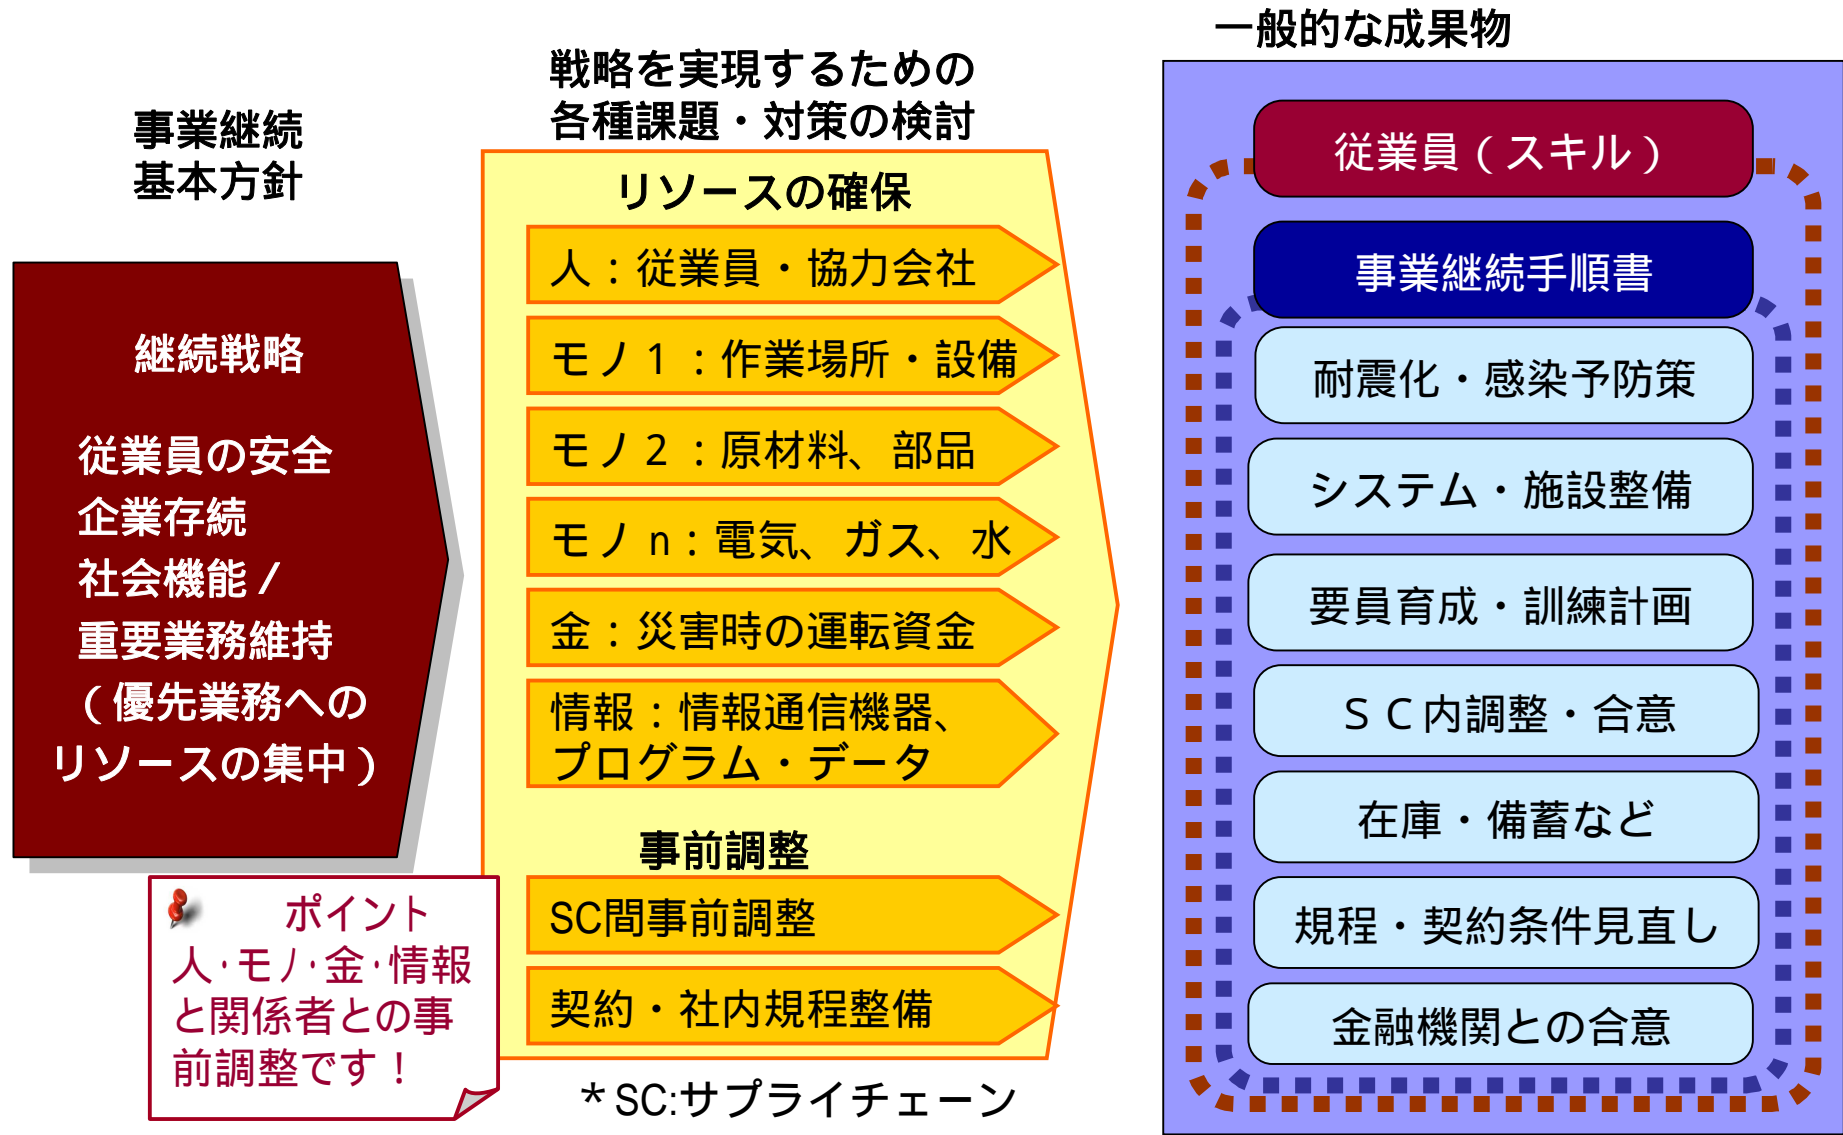 事業継続
基本方針
継続戦略
従業員の安全
企業存続
社会機能/
重要業務維持
(優先業務への
リソースの集中)
ポイント
人・モノ・金・情報
と関係者との事
前調整です!
戦略を実現するための
各種課題・対策の検討
リソースの確保
人:従業員・協力会社
モノ1:作業場所・設備
モノ2:原材料、部品
モノn:電気、ガス、水
金:災害時の運転資金
情報:情報通信機器、
プログラム・データ
事前調整
SC間事前調整
契約・社内規程整備
*SC:サプライチェーン
一般的な成果物
従業員(スキル)
事業継続手順書
耐震化・感染予防策
システム・施設整備
要員育成・訓練計画
SC内調整・合意
在庫・備蓄など
規程・契約条件見直し
金融機関との合意